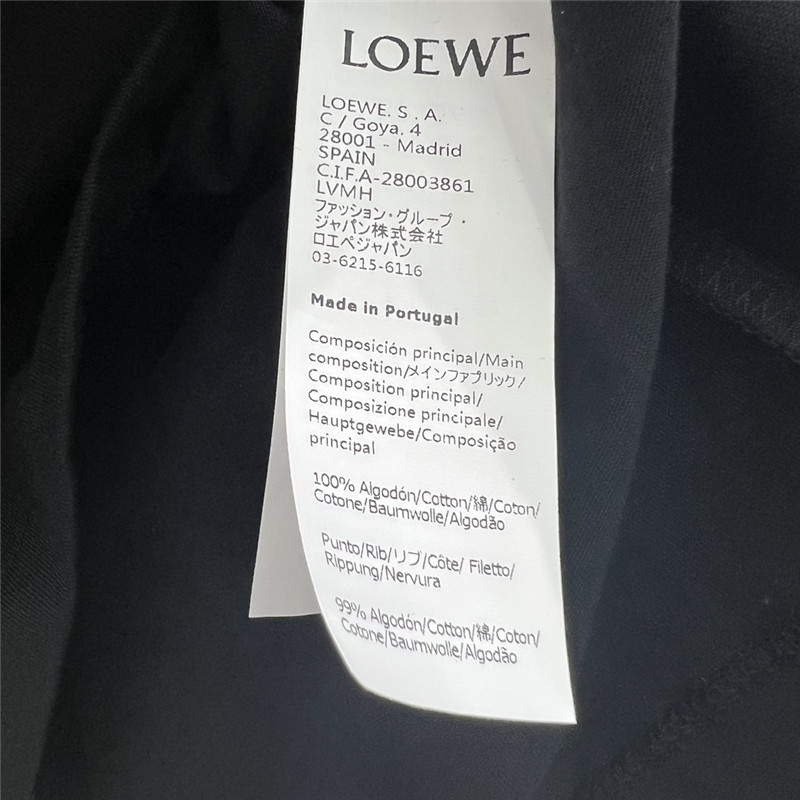 LOEWE
LOEWE. S . A.
C / Goya. 4
28001 - Madrid
SPAIN
C.I.F.A-28003861
LVMH
ファッション・グループ・
ジャパン株式会社
ロエベジャパン
03-6215-6116
Made in Portugal
Composición principal/Main
composition/メインファブリック/
Composition principal/
Composizione principale/
Hauptgewebe/Composição
principal
100% Algodón/Cotton/綿/Coton/
Cotone/Baumwolle/Algodão
Punto/Rib/リブ/Côte/ Filetto/
Rippung/Nervura
99% Algodón/Cotton/綿/Coton/
Cotone/Baumwolle/Algodão